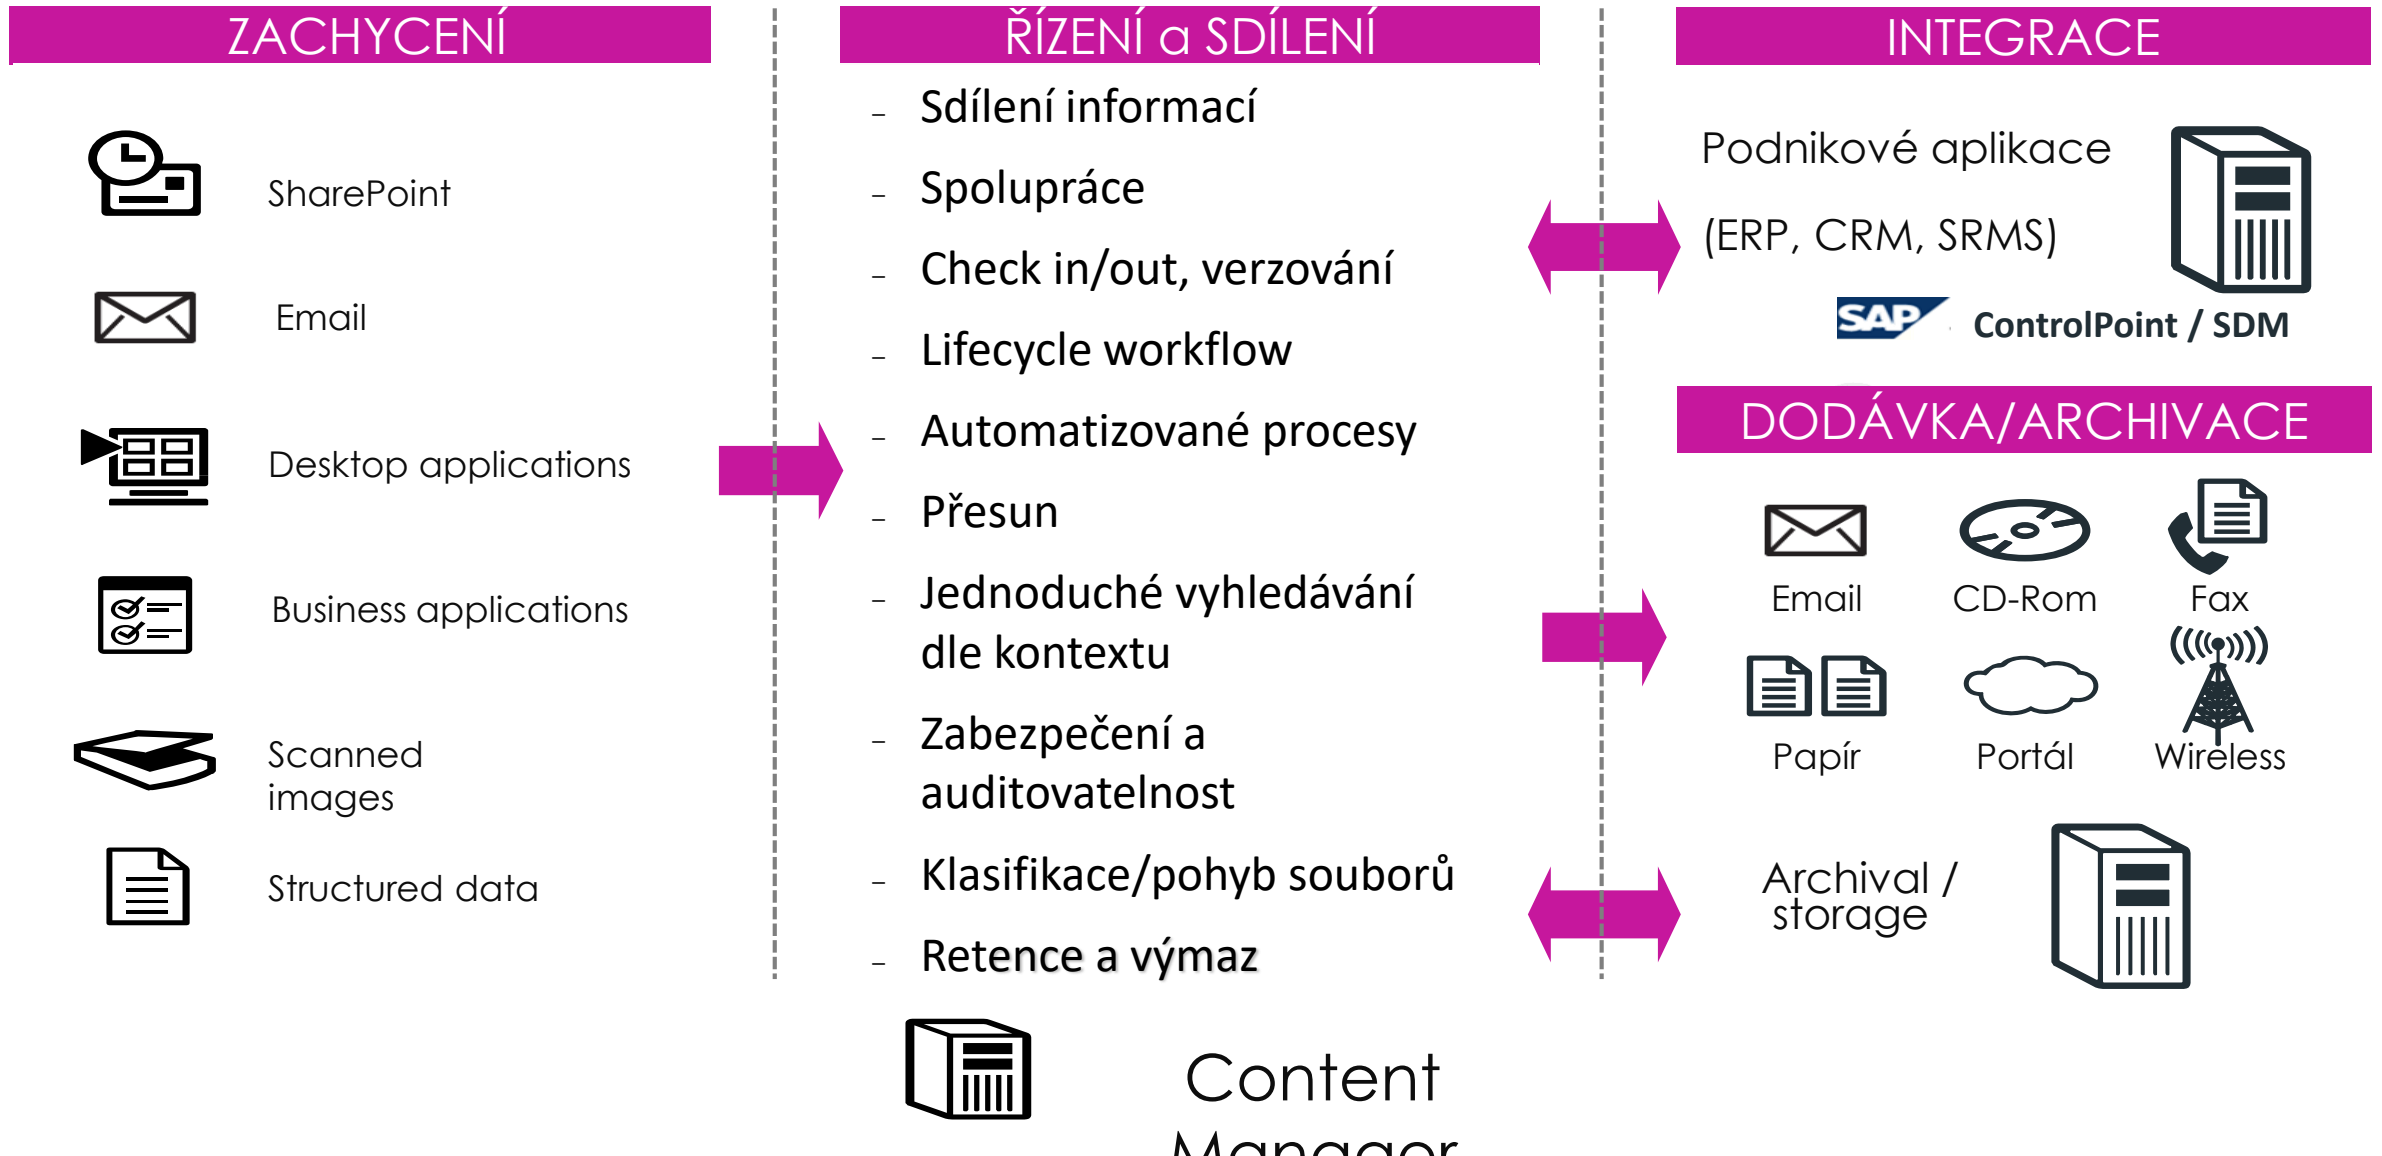 ZACHYCENÍ
SharePoint
Email
Desktop applications
Business applications
Scanned
images
Structured data
ŘÍZENÍ a SDÍLENÍ
– Sdílení informací
– Spolupráce
– Check in/out, verzování
– Lifecycle workflow
– Automatizované procesy
– Přesun
– Jednoduché vyhledávání
dle kontextu
– Zabezpečení a
auditovatelnost
– Klasifikace/pohyb souborů
– Retence a výmaz
Content
Manager
INTEGRACE
Podnikové aplikace
(ERP, CRM, SRMS)
SAP ControlPoint / SDM
DODÁVKA/ARCHIVACE
Email CD-Rom Fax
Papír Portál Wireless
Archival /
storage